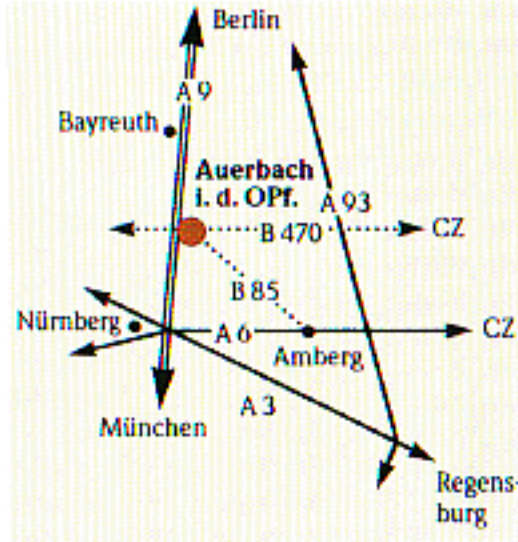 Berlin
A 9
Bayreuth
Auerbach
i. d. OPf.
A 93
B 470
CZ
B 85
Nürnberg
A 6
CZ
Amberg
A 3
München
Regens-
burg